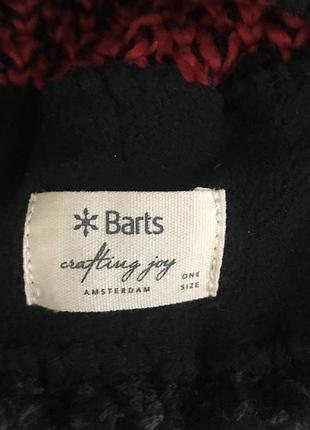 Barts
crafting joy
AMSTERDAM
ONE
SIZE